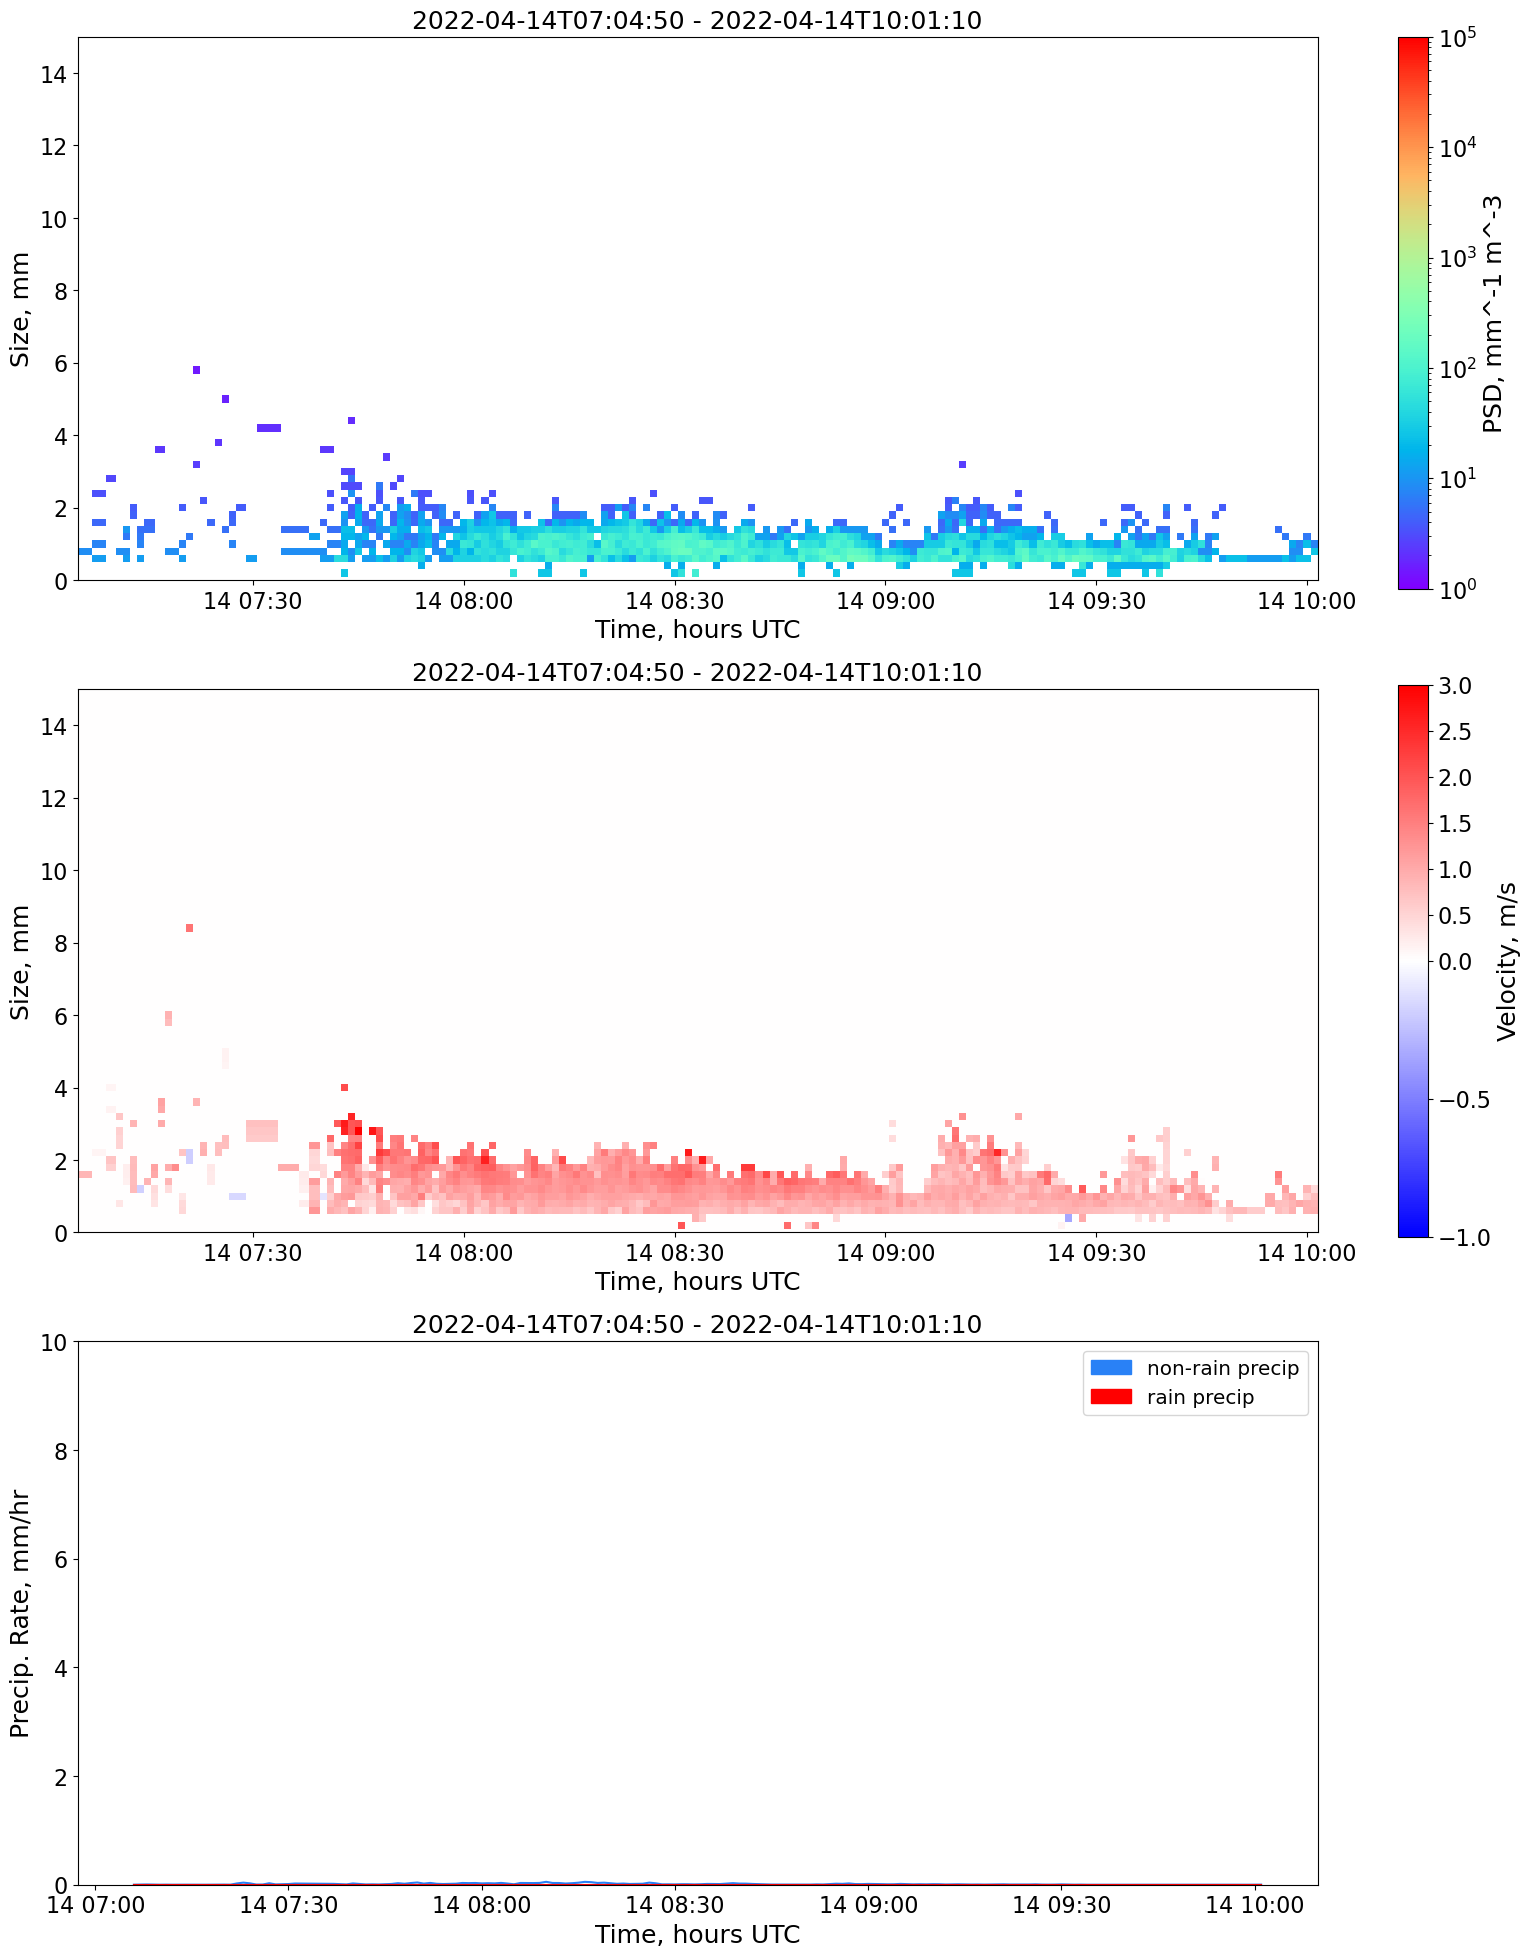 2022-04-14T07:04:50 - 2022-04-14T10:01:10
14
12
10
8
6
4
2
0
Size, mm
14 07:30 14 08:00 14 08:30 14 09:00 14 09:30 14 10:00
Time, hours UTC
10^5
10^4
10^3
10^2
10^1
10^0
PSD, mm^-1 m^-3
2022-04-14T07:04:50 - 2022-04-14T10:01:10
14
12
10
8
6
4
2
0
Size, mm
14 07:30 14 08:00 14 08:30 14 09:00 14 09:30 14 10:00
Time, hours UTC
3.0
2.5
2.0
1.5
1.0
0.5
0.0
−0.5
−1.0
Velocity, m/s
2022-04-14T07:04:50 - 2022-04-14T10:01:10
10
8
6
4
2
0
Precip. Rate, mm/hr
non-rain precip
rain precip
14 07:00 14 07:30 14 08:00 14 08:30 14 09:00 14 09:30 14 10:00
Time, hours UTC